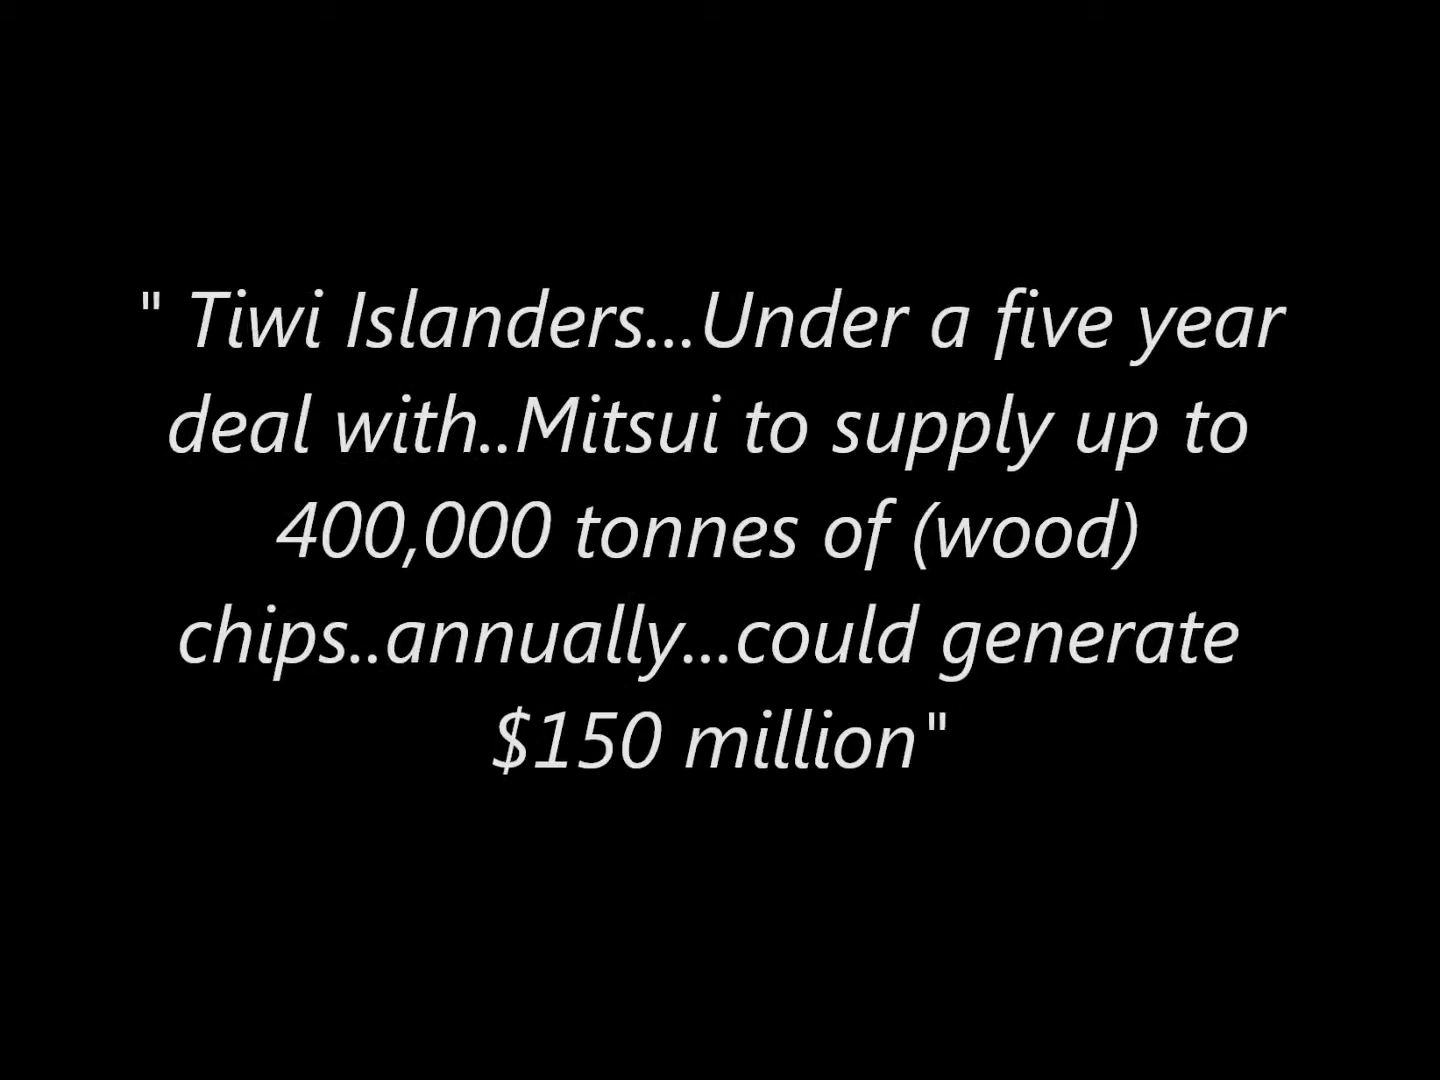 " Tiwi Islanders...Under a five year
deal with..Mitsui to supply up to
400,000 tonnes of (wood)
chips..annually...could generate
$150 million"